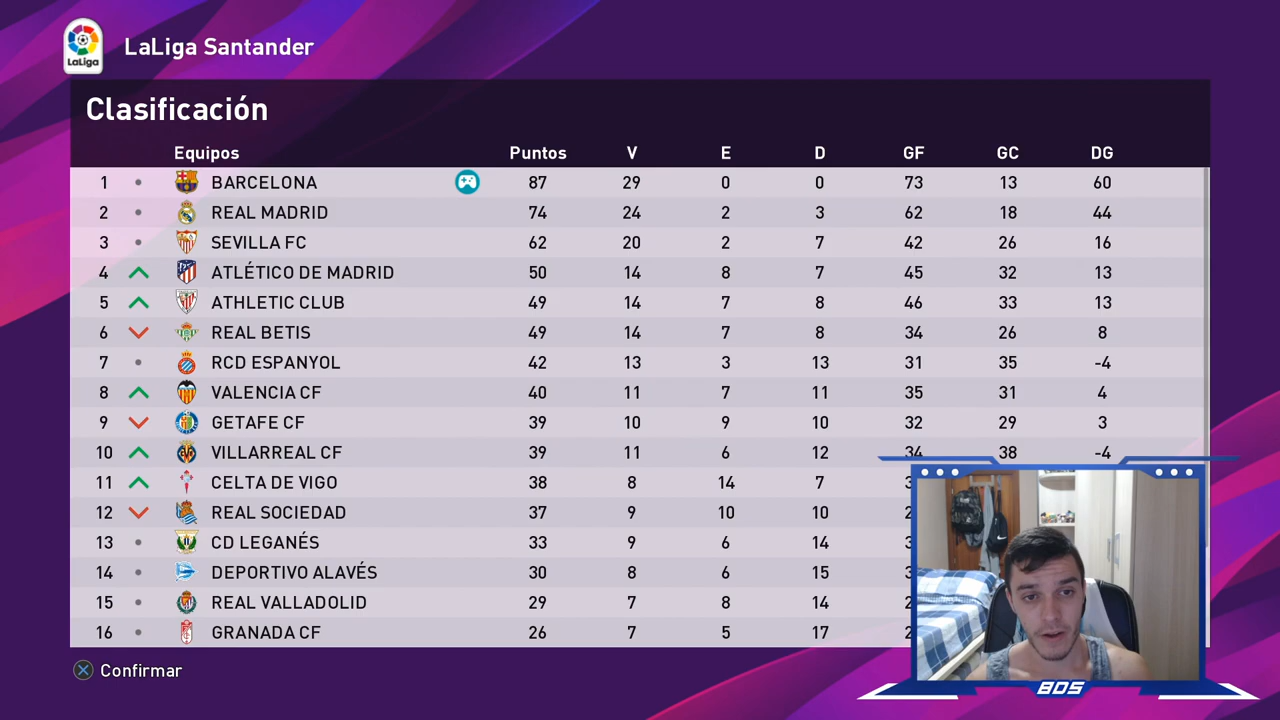 LaLiga
LaLiga Santander
Clasificación
Equipos Puntos V E D GF GC DG
1 BARCELONA 87 29 0 0 73 13 60
2 REAL MADRID 74 24 2 3 62 18 44
3 SEVILLA FC 62 20 2 7 42 26 16
4 ATLÉTICO DE MADRID 50 14 8 7 45 32 13
5 ATHLETIC CLUB 49 14 7 8 46 33 13
6 REAL BETIS 49 14 7 8 34 26 8
7 RCD ESPANYOL 42 13 3 13 31 35 -4
8 VALENCIA CF 40 11 7 11 35 31 4
9 GETAFE CF 39 10 9 10 32 29 3
10 VILLARREAL CF 39 11 6 12 34 38 -4
11 CELTA DE VIGO 38 8 14 7
12 REAL SOCIEDAD 37 9 10 10
13 CD LEGANÉS 33 9 6 14
14 DEPORTIVO ALAVÉS 30 8 6 15
15 REAL VALLADOLID 29 7 8 14
16 GRANADA CF 26 7 5 17
Confirmar
BDS